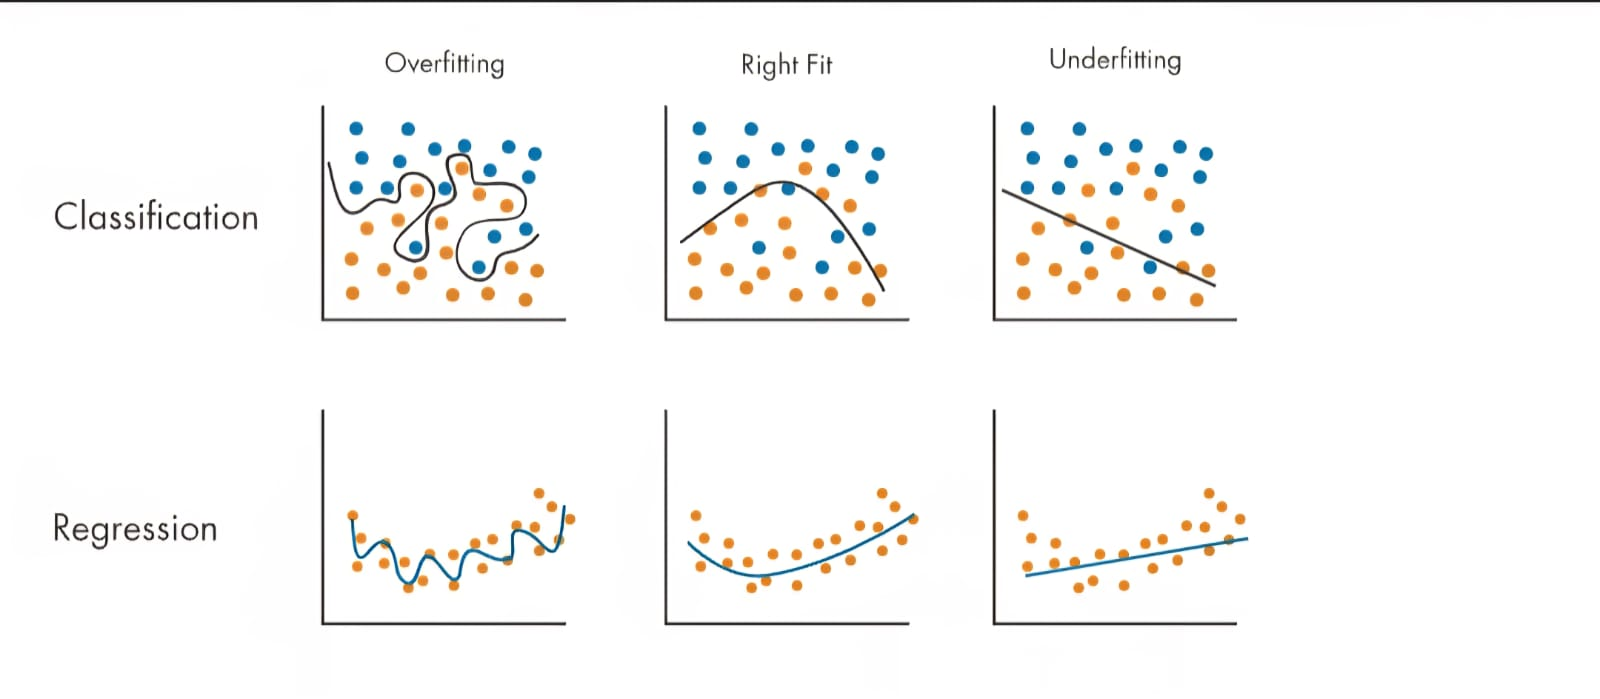 Overfitting
Right Fit
Underfitting
Classification
Regression